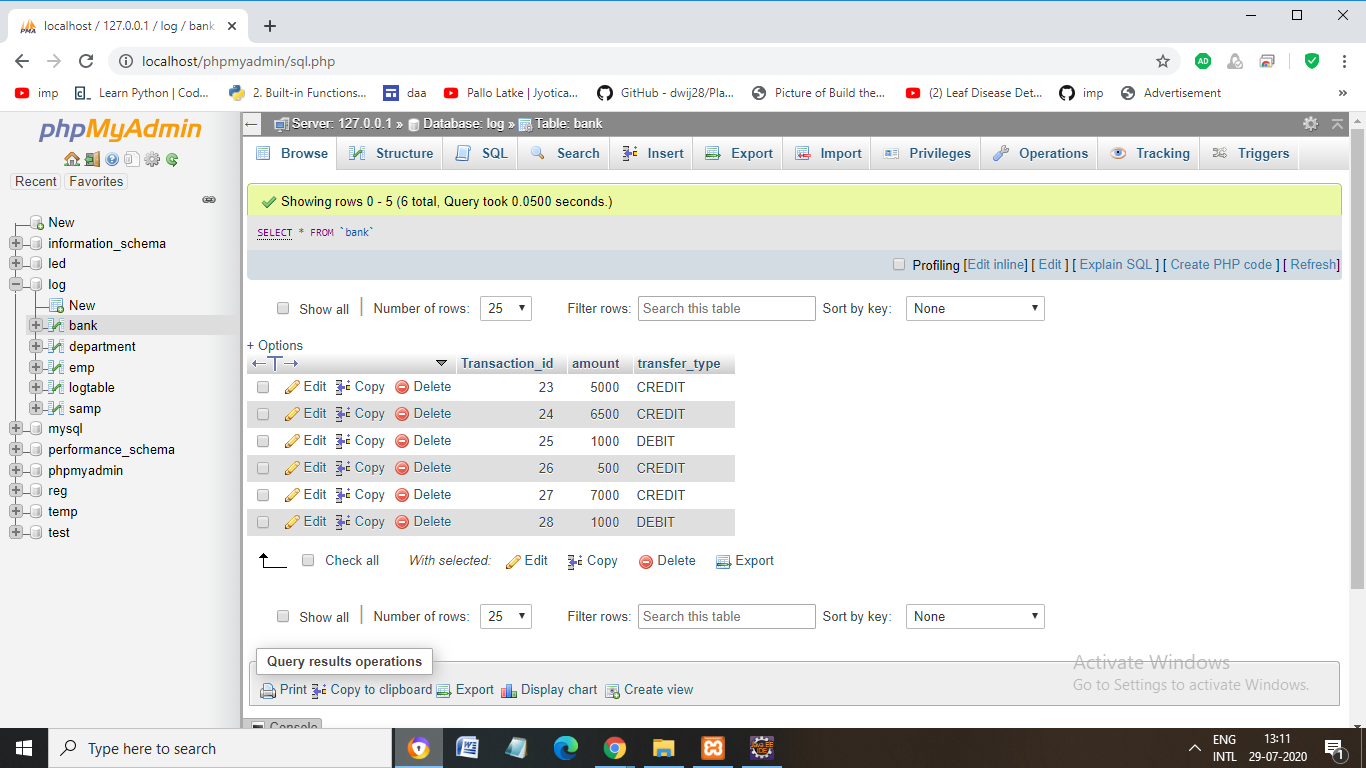 localhost / 127.0.0.1 / log / bank
localhost/phpmyadmin/sql.php
imp Learn Python | Cod... 2. Built-in Functions... daa Pallo Latke | Jyotica... GitHub - dwij28/Pla... Picture of Build the... (2) Leaf Disease Det... imp Advertisement »
phpMyAdmin
Recent Favorites
New
information_schema
led
log
New
bank
department
emp
logtable
samp
mysql
performance_schema
phpmyadmin
reg
temp
test
Server: 127.0.0.1 » Database: log » Table: bank
Browse Structure SQL Search Insert Export Import Privileges Operations Tracking Triggers
Showing rows 0 - 5 (6 total, Query took 0.0500 seconds.)
SELECT * FROM `bank`
Profiling [Edit inline] [ Edit ] [ Explain SQL ] [ Create PHP code ] [ Refresh]
Show all | Number of rows: 25 Filter rows: Search this table Sort by key: None
+ Options
←T→ Transaction_id amount transfer_type
Edit Copy Delete 23 5000 CREDIT
Edit Copy Delete 24 6500 CREDIT
Edit Copy Delete 25 1000 DEBIT
Edit Copy Delete 26 500 CREDIT
Edit Copy Delete 27 7000 CREDIT
Edit Copy Delete 28 1000 DEBIT
Check all With selected: Edit Copy Delete Export
Show all | Number of rows: 25 Filter rows: Search this table Sort by key: None
Query results operations
Print Copy to clipboard Export Display chart Create view
Console
Activate Windows
Go to Settings to activate Windows.
Type here to search
ENG
INTL
13:11
29-07-2020
1